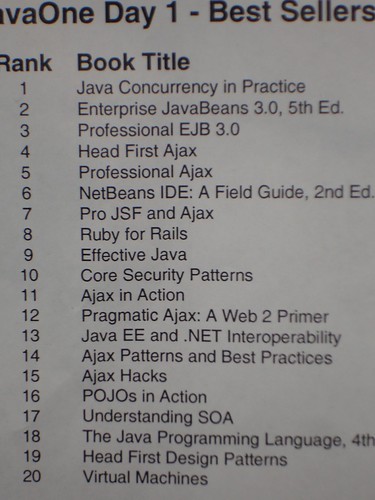 avaOne Day 1 - Best Sellers
Rank Book Title
1 Java Concurrency in Practice
2 Enterprise JavaBeans 3.0, 5th Ed.
3 Professional EJB 3.0
4 Head First Ajax
5 Professional Ajax
6 NetBeans IDE: A Field Guide, 2nd Ed.
7 Pro JSF and Ajax
8 Ruby for Rails
9 Effective Java
10 Core Security Patterns
11 Ajax in Action
12 Pragmatic Ajax: A Web 2 Primer
13 Java EE and .NET Interoperability
14 Ajax Patterns and Best Practices
15 Ajax Hacks
16 POJOs in Action
17 Understanding SOA
18 The Java Programming Language, 4th
19 Head First Design Patterns
20 Virtual Machines